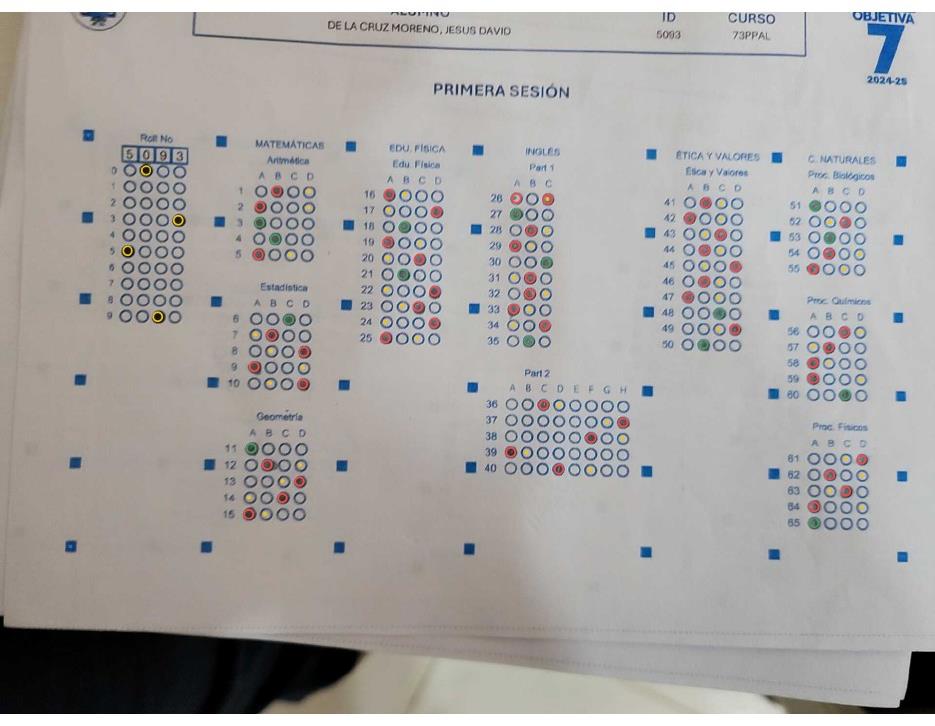 ALUMNO
DE LA CRUZ MORENO, JESUS DAVID
ID
5093
CURSO
73PPAL
OBJETIVA
7
2024-25
PRIMERA SESIÓN
Roll No
5 0 9 3
0
1
2
3
4
5
6
7
8
9
MATEMÁTICAS
Aritmética
A B C D
1
2
3
4
5
Estadística
A B C D
6
7
8
9
10
Geometría
A B C D
11
12
13
14
15
EDU. FÍSICA
Edu. Física
A B C D
16
17
18
19
20
21
22
23
24
25
INGLÉS
Part 1
A B C
26
27
28
29
30
31
32
33
34
35
Part 2
A B C D E F G H
36
37
38
39
40
ÉTICA Y VALORES
Ética y Valores
A B C D
41
42
43
44
45
46
47
48
49
50
C. NATURALES
Proc. Biológicos
A B C D
51
52
53
54
55
Proc. Químicos
A B C D
56
57
58
59
60
Proc. Físicos
A B C D
61
62
63
64
65